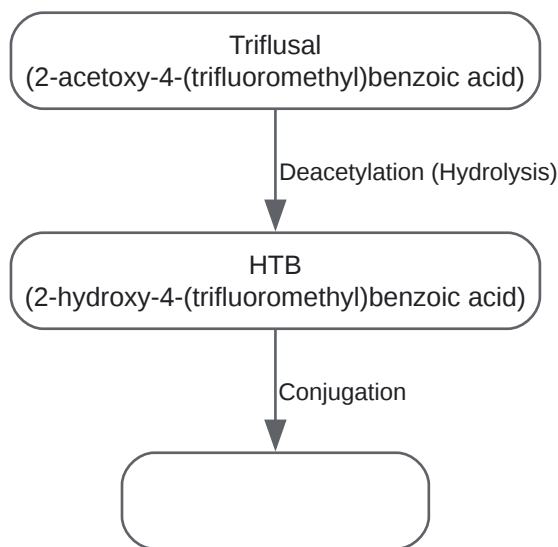 Triflusal
(2-acetoxy-4-(trifluoromethyl)benzoic acid)
Deacetylation (Hydrolysis)
HTB
(2-hydroxy-4-(trifluoromethyl)benzoic acid)
Conjugation